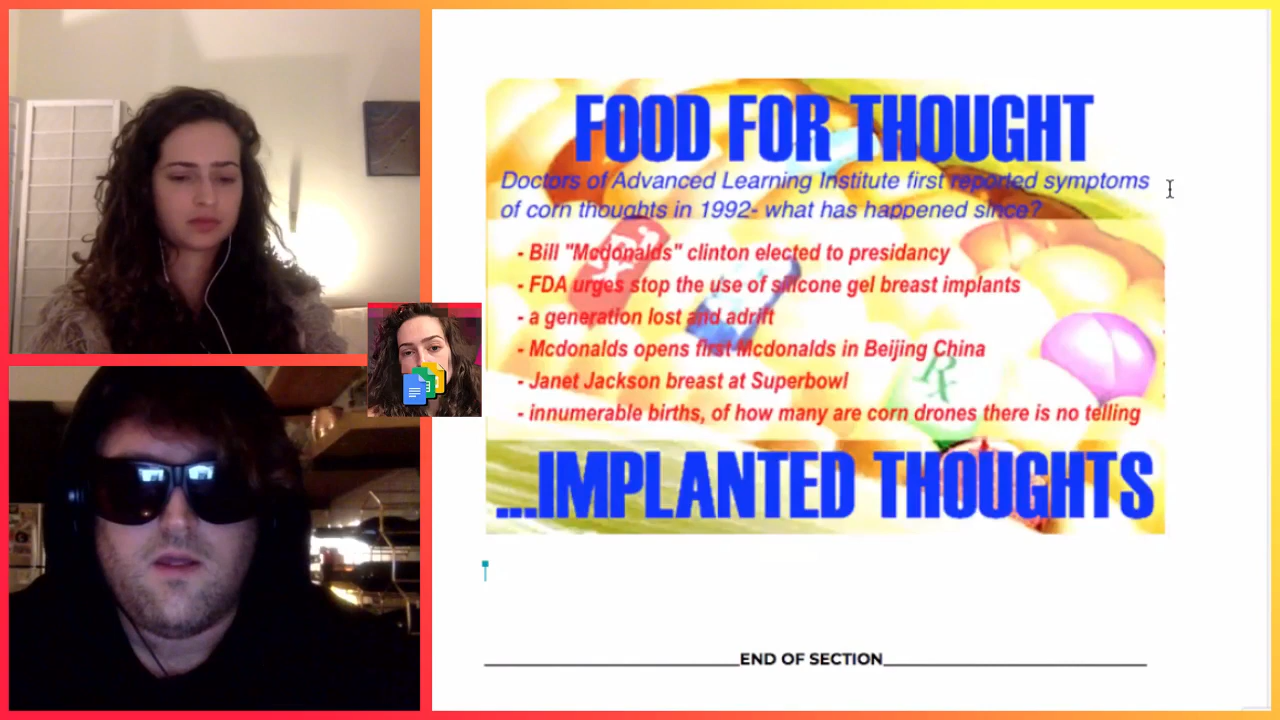 FOOD FOR THOUGHT
Doctors of Advanced Learning Institute first reported symptoms
of corn thoughts in 1992- what has happened since?
- Bill "Mcdonalds" clinton elected to presidancy
- FDA urges stop the use of silicone gel breast implants
- a generation lost and adrift
- Mcdonalds opens first Mcdonalds in Beijing China
- Janet Jackson breast at Superbowl
- innumerable births, of how many are corn drones there is no telling
...IMPLANTED THOUGHTS
END OF SECTION